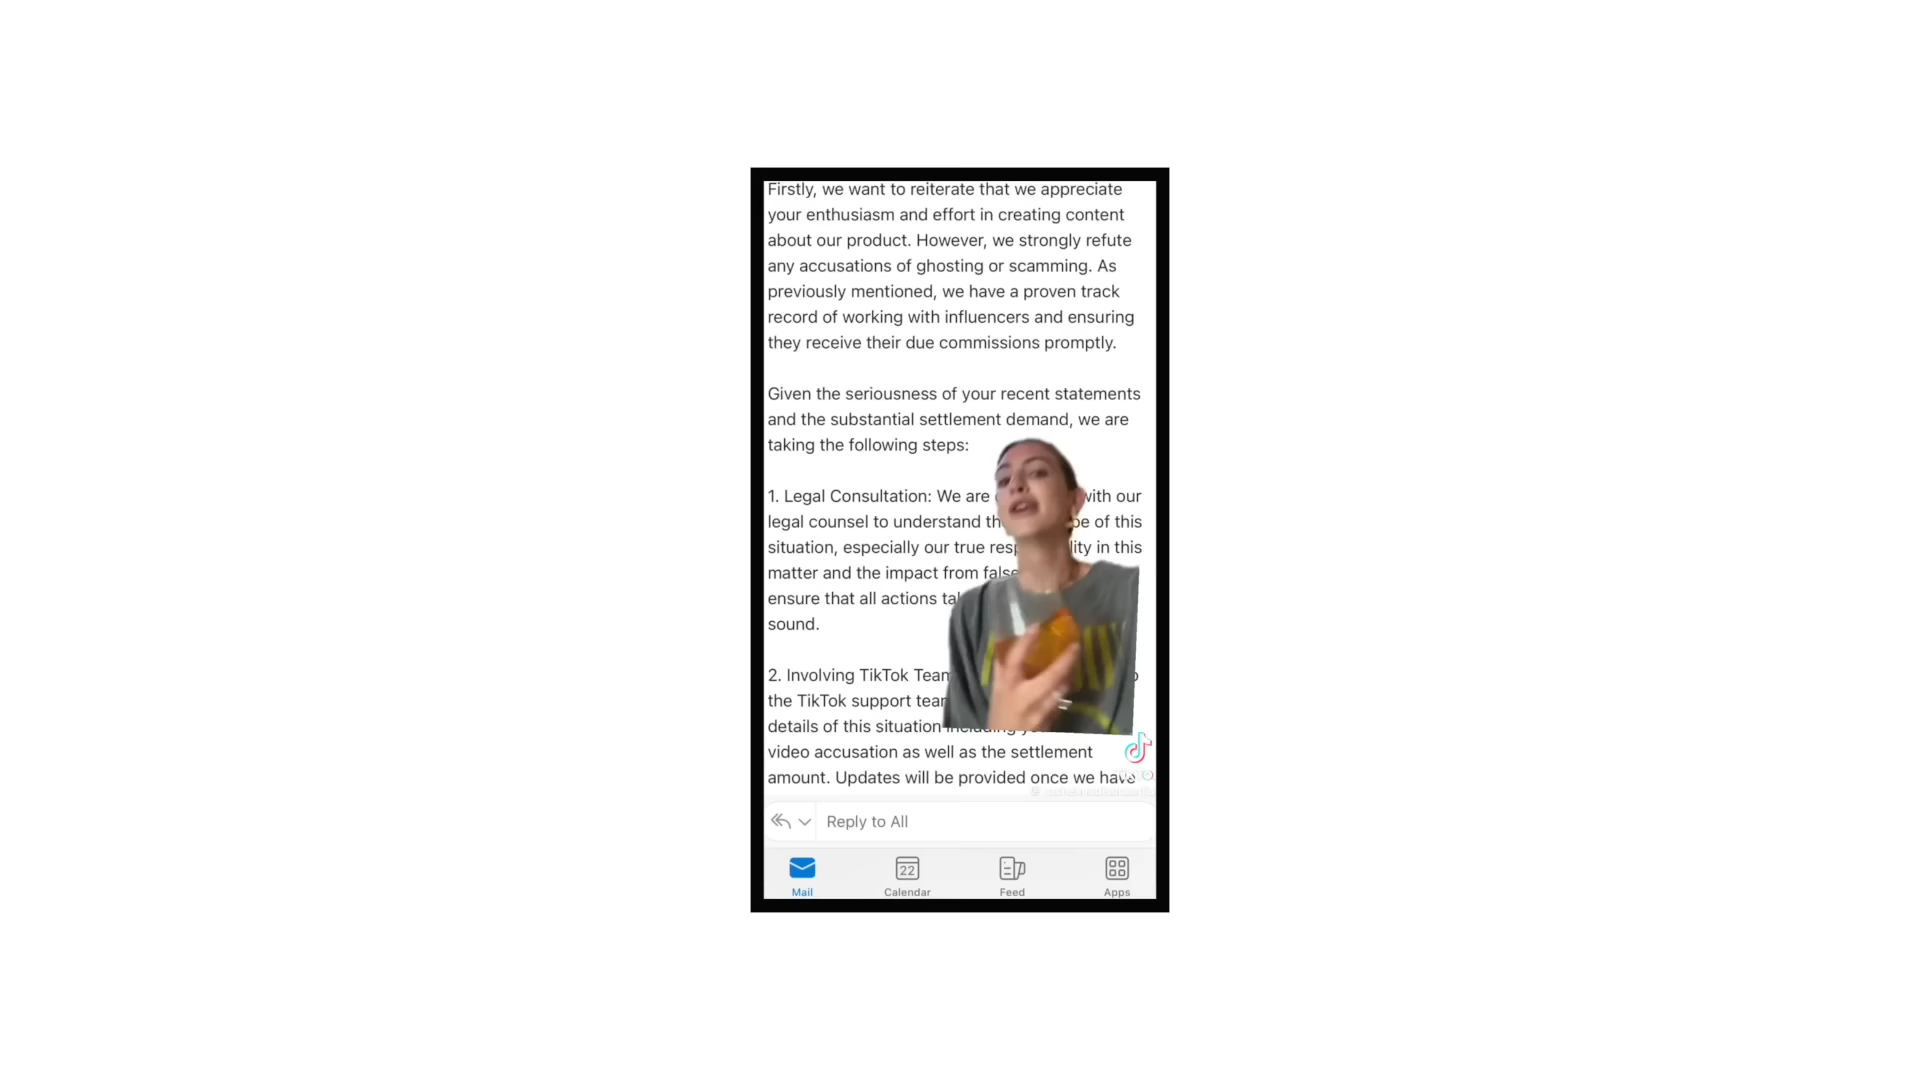 Firstly, we want to reiterate that we appreciate
your enthusiasm and effort in creating content
about our product. However, we strongly refute
any accusations of ghosting or scamming. As
previously mentioned, we have a proven track
record of working with influencers and ensuring
they receive their due commissions promptly.
Given the seriousness of your recent statements
and the substantial settlement demand, we are
taking the following steps:
1. Legal Consultation: We are with our
legal counsel to understand of this
situation, especially our true in this
matter and the impact from
ensure that all actions
sound.
2. Involving TikTok
the TikTok support
details of this situation
video accusation as well as the settlement
amount. Updates will be provided once we have
Reply to All
22
Mail Calendar Feed Apps